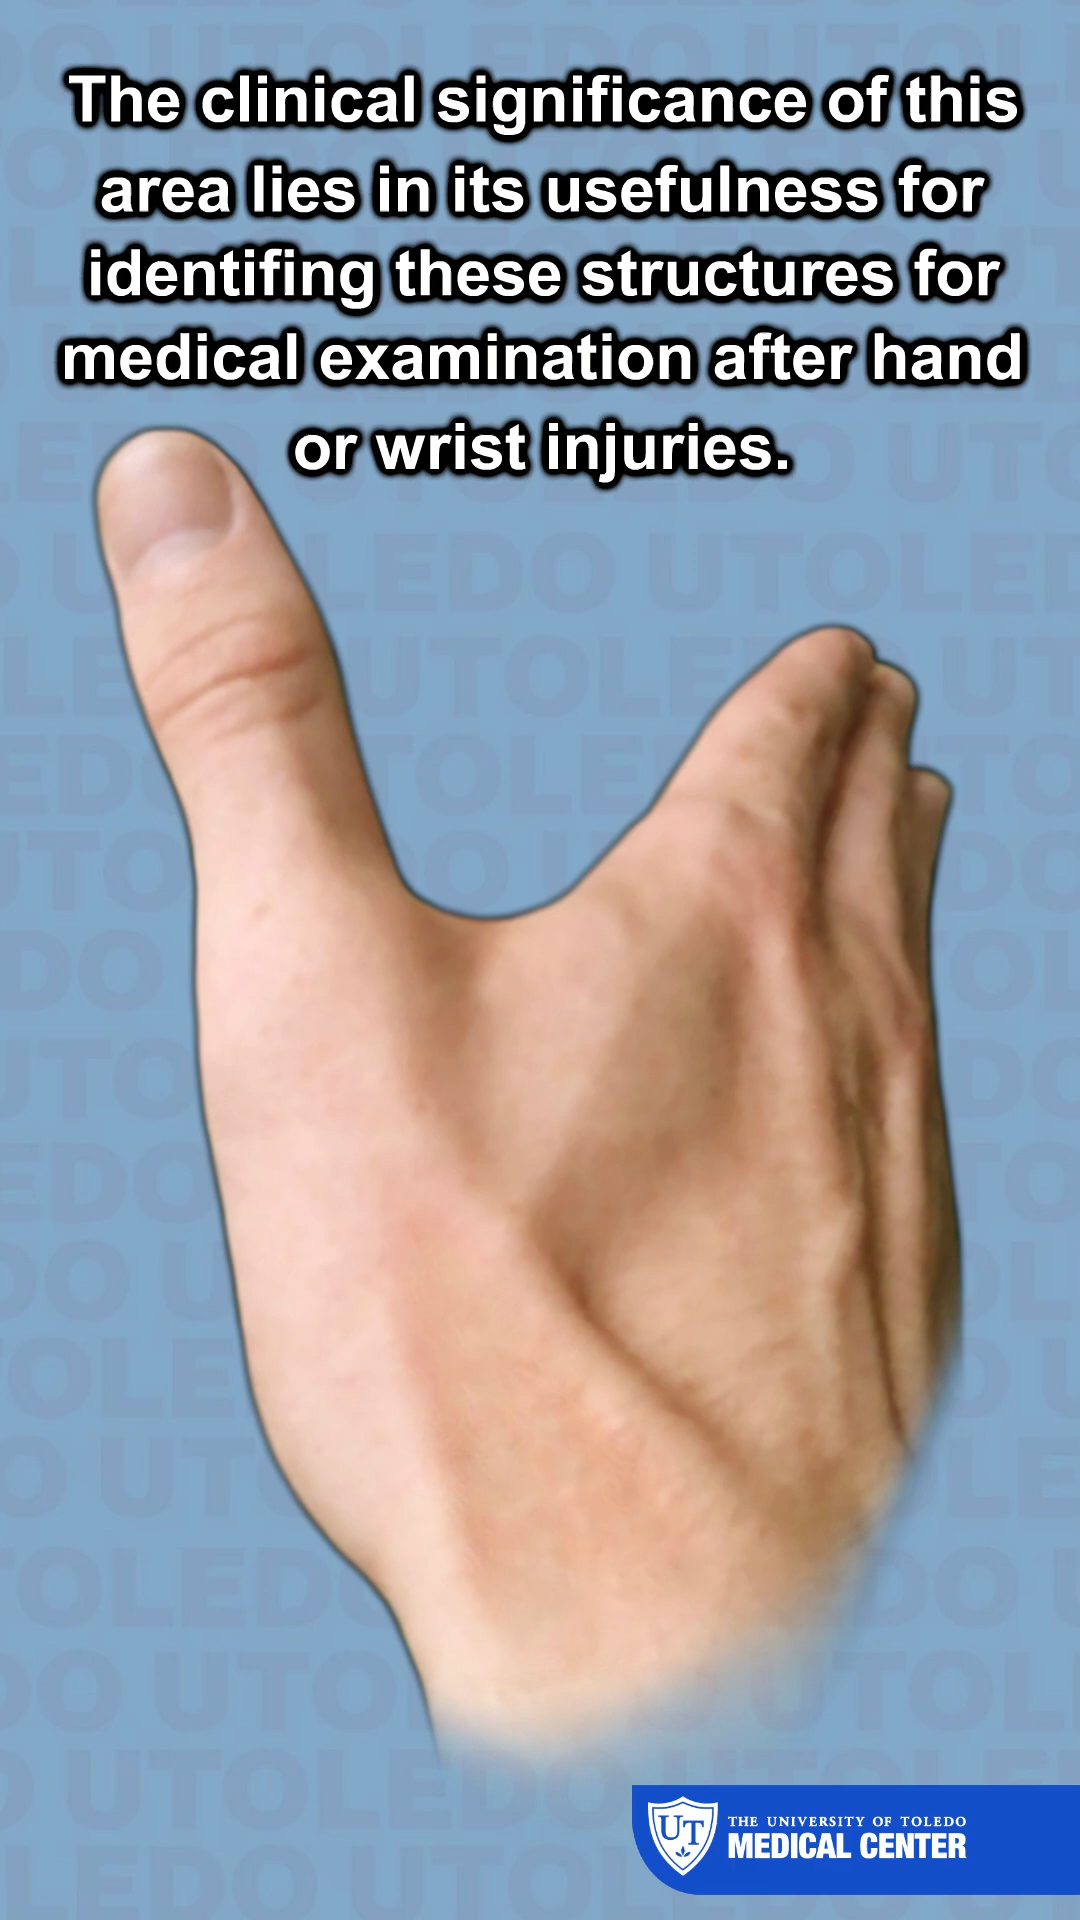 The clinical significance of this
area lies in its usefulness for
identifing these structures for
medical examination after hand
or wrist injuries.
UT
THE UNIVERSITY OF TOLEDO
MEDICAL CENTER